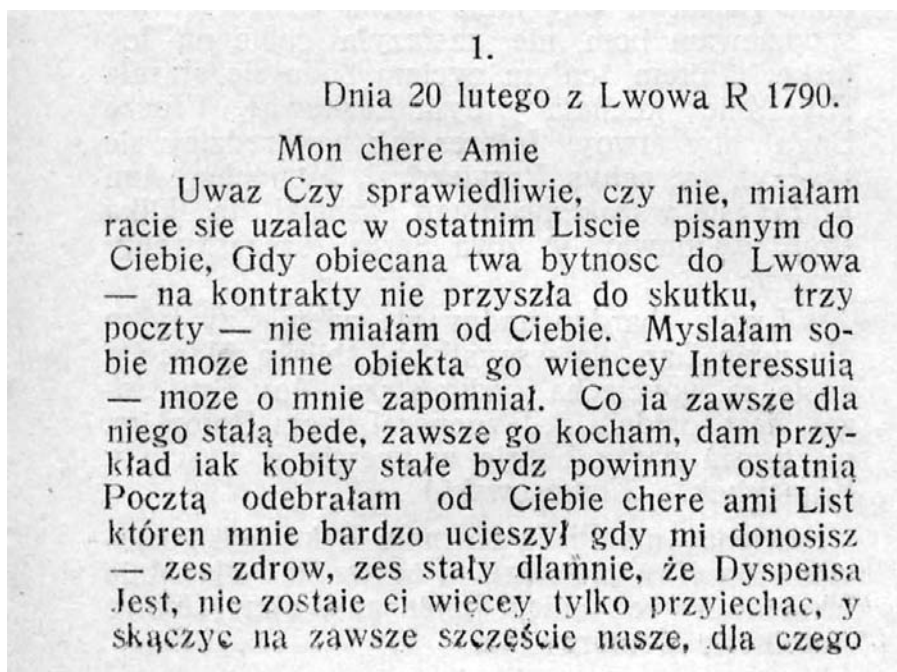 1.
Dnia 20 lutego z Lwowa R 1790.
Mon chere Amie
Uwaz Czy sprawiedliwie, czy nie, miałam
racie sie uzalac w ostatnim Liscie pisanym do
Ciebie, Gdy obiecana twa bytnosc do Lwowa
— na kontrakty nie przyszła do skutku, trzy
poczty — nie miałam od Ciebie. Myslałam so-
bie może inne obiekta go wiencey Interessuią
— moze o mnie zapomniał. Co ia zawsze dla
niego stałą bede, zawsze go kocham, dam przy-
kład iak kobity stałe bydz powinny ostatnią
Pocztą odebrałam od Ciebie chere ami List
któren mnie bardzo ucieszył gdy mi donosisz
— zes zdrow, zes stały dlamnie, że Dyspensa
Jest, nie zostaie ci więcey tylko przyiechac, y
skączyc na zawsze szczęście nasze, dla czego